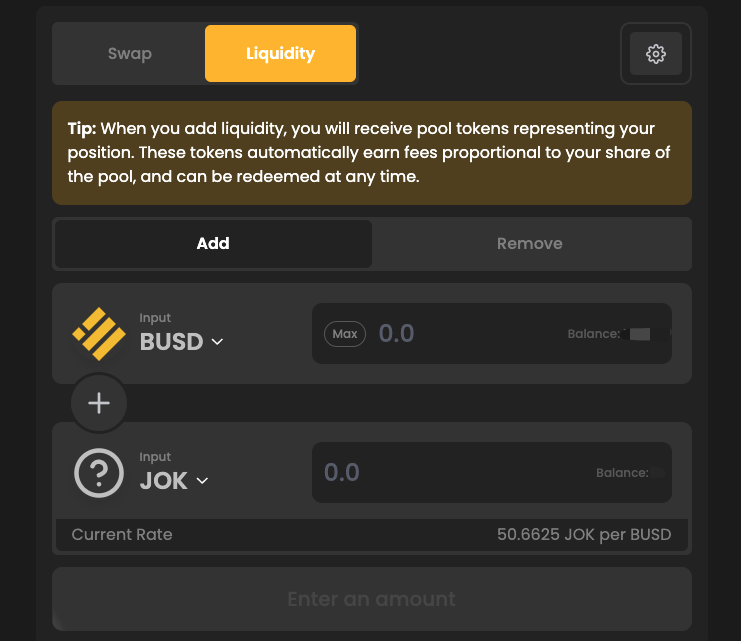 Swap
Liquidity
Tip: When you add liquidity, you will receive pool tokens representing your
position. These tokens automatically earn fees proportional to your share of
the pool, and can be redeemed at any time.
Add
Remove
Input
BUSD
Max
0.0
Balance:
Input
JOK
0.0
Balance:
Current Rate
50.6625 JOK per BUSD
Enter an amount